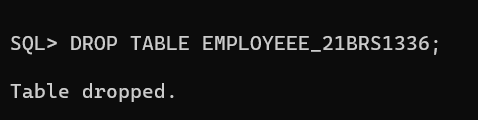 SQL> DROP TABLE EMPLOYEEE_21BRS1336;
Table dropped.